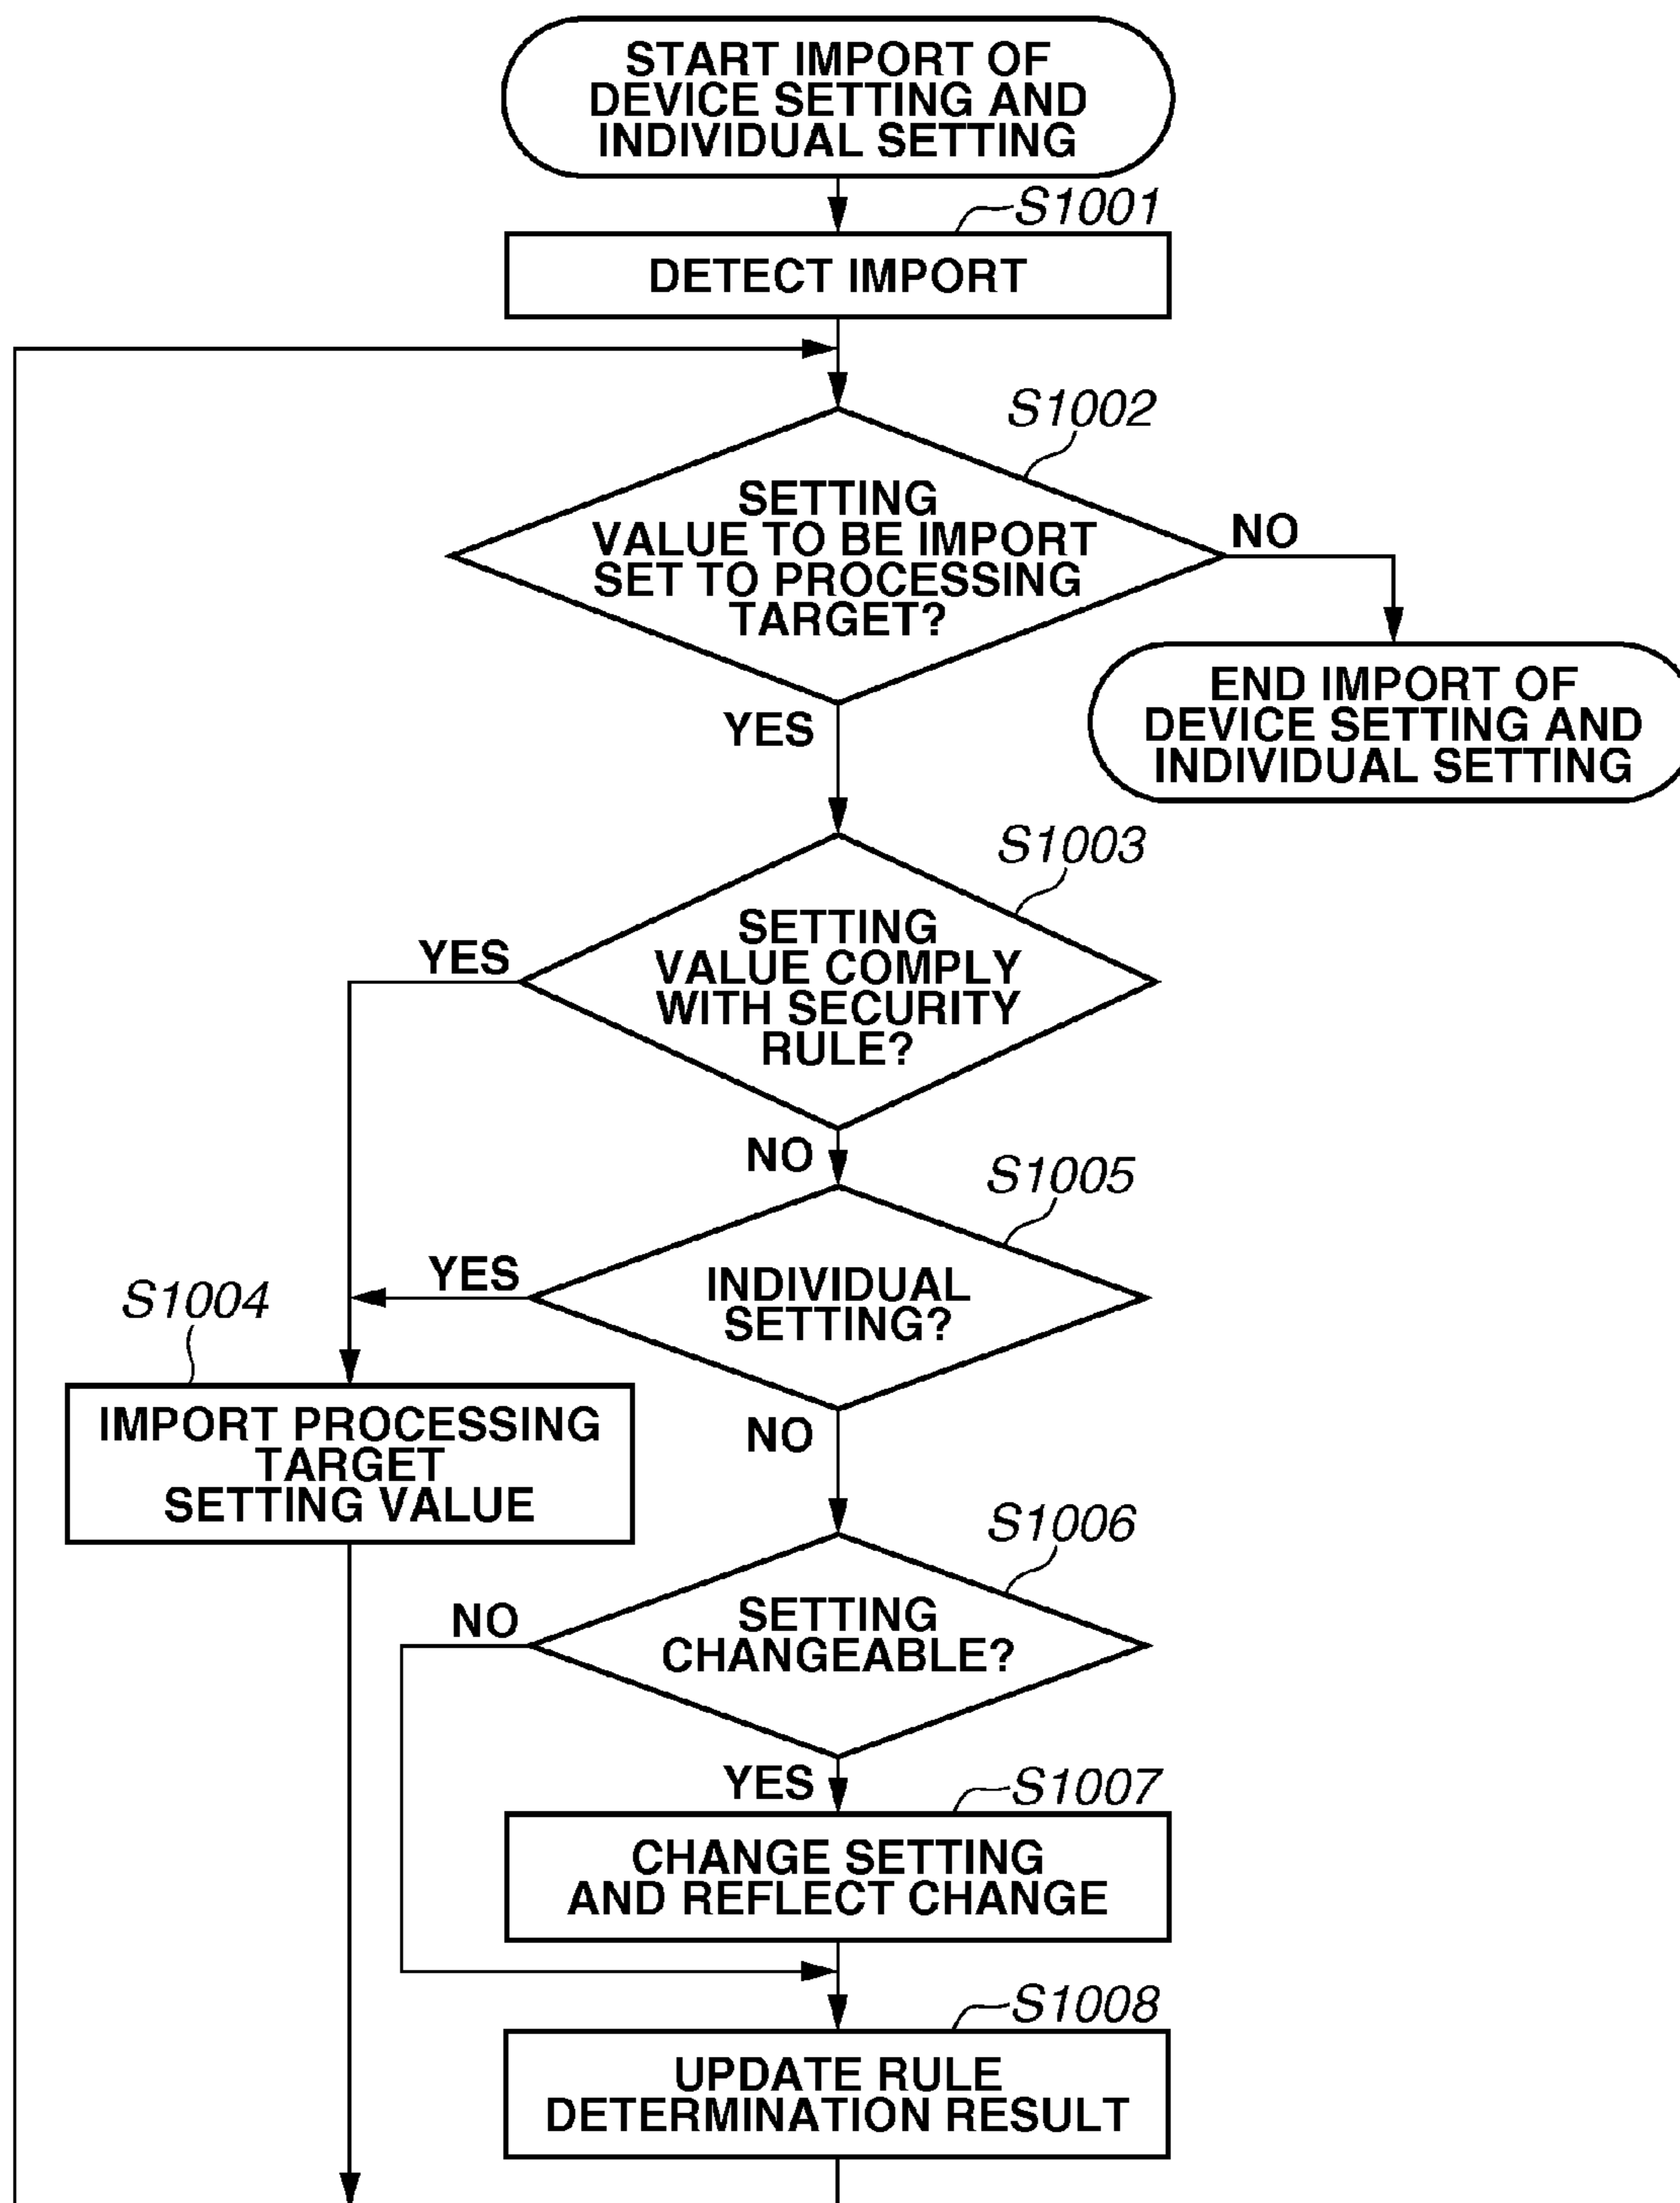 START IMPORT OF
DEVICE SETTING AND
INDIVIDUAL SETTING
S1001
DETECT IMPORT
S1002
SETTING
VALUE TO BE IMPORT
SET TO PROCESSING
TARGET?
NO
YES
END IMPORT OF
DEVICE SETTING AND
INDIVIDUAL SETTING
S1003
SETTING
VALUE COMPLY
WITH SECURITY
RULE?
YES
NO
S1005
INDIVIDUAL
SETTING?
YES
NO
S1004
IMPORT PROCESSING
TARGET
SETTING VALUE
S1006
SETTING
CHANGEABLE?
NO
YES
S1007
CHANGE SETTING
AND REFLECT CHANGE
S1008
UPDATE RULE
DETERMINATION RESULT